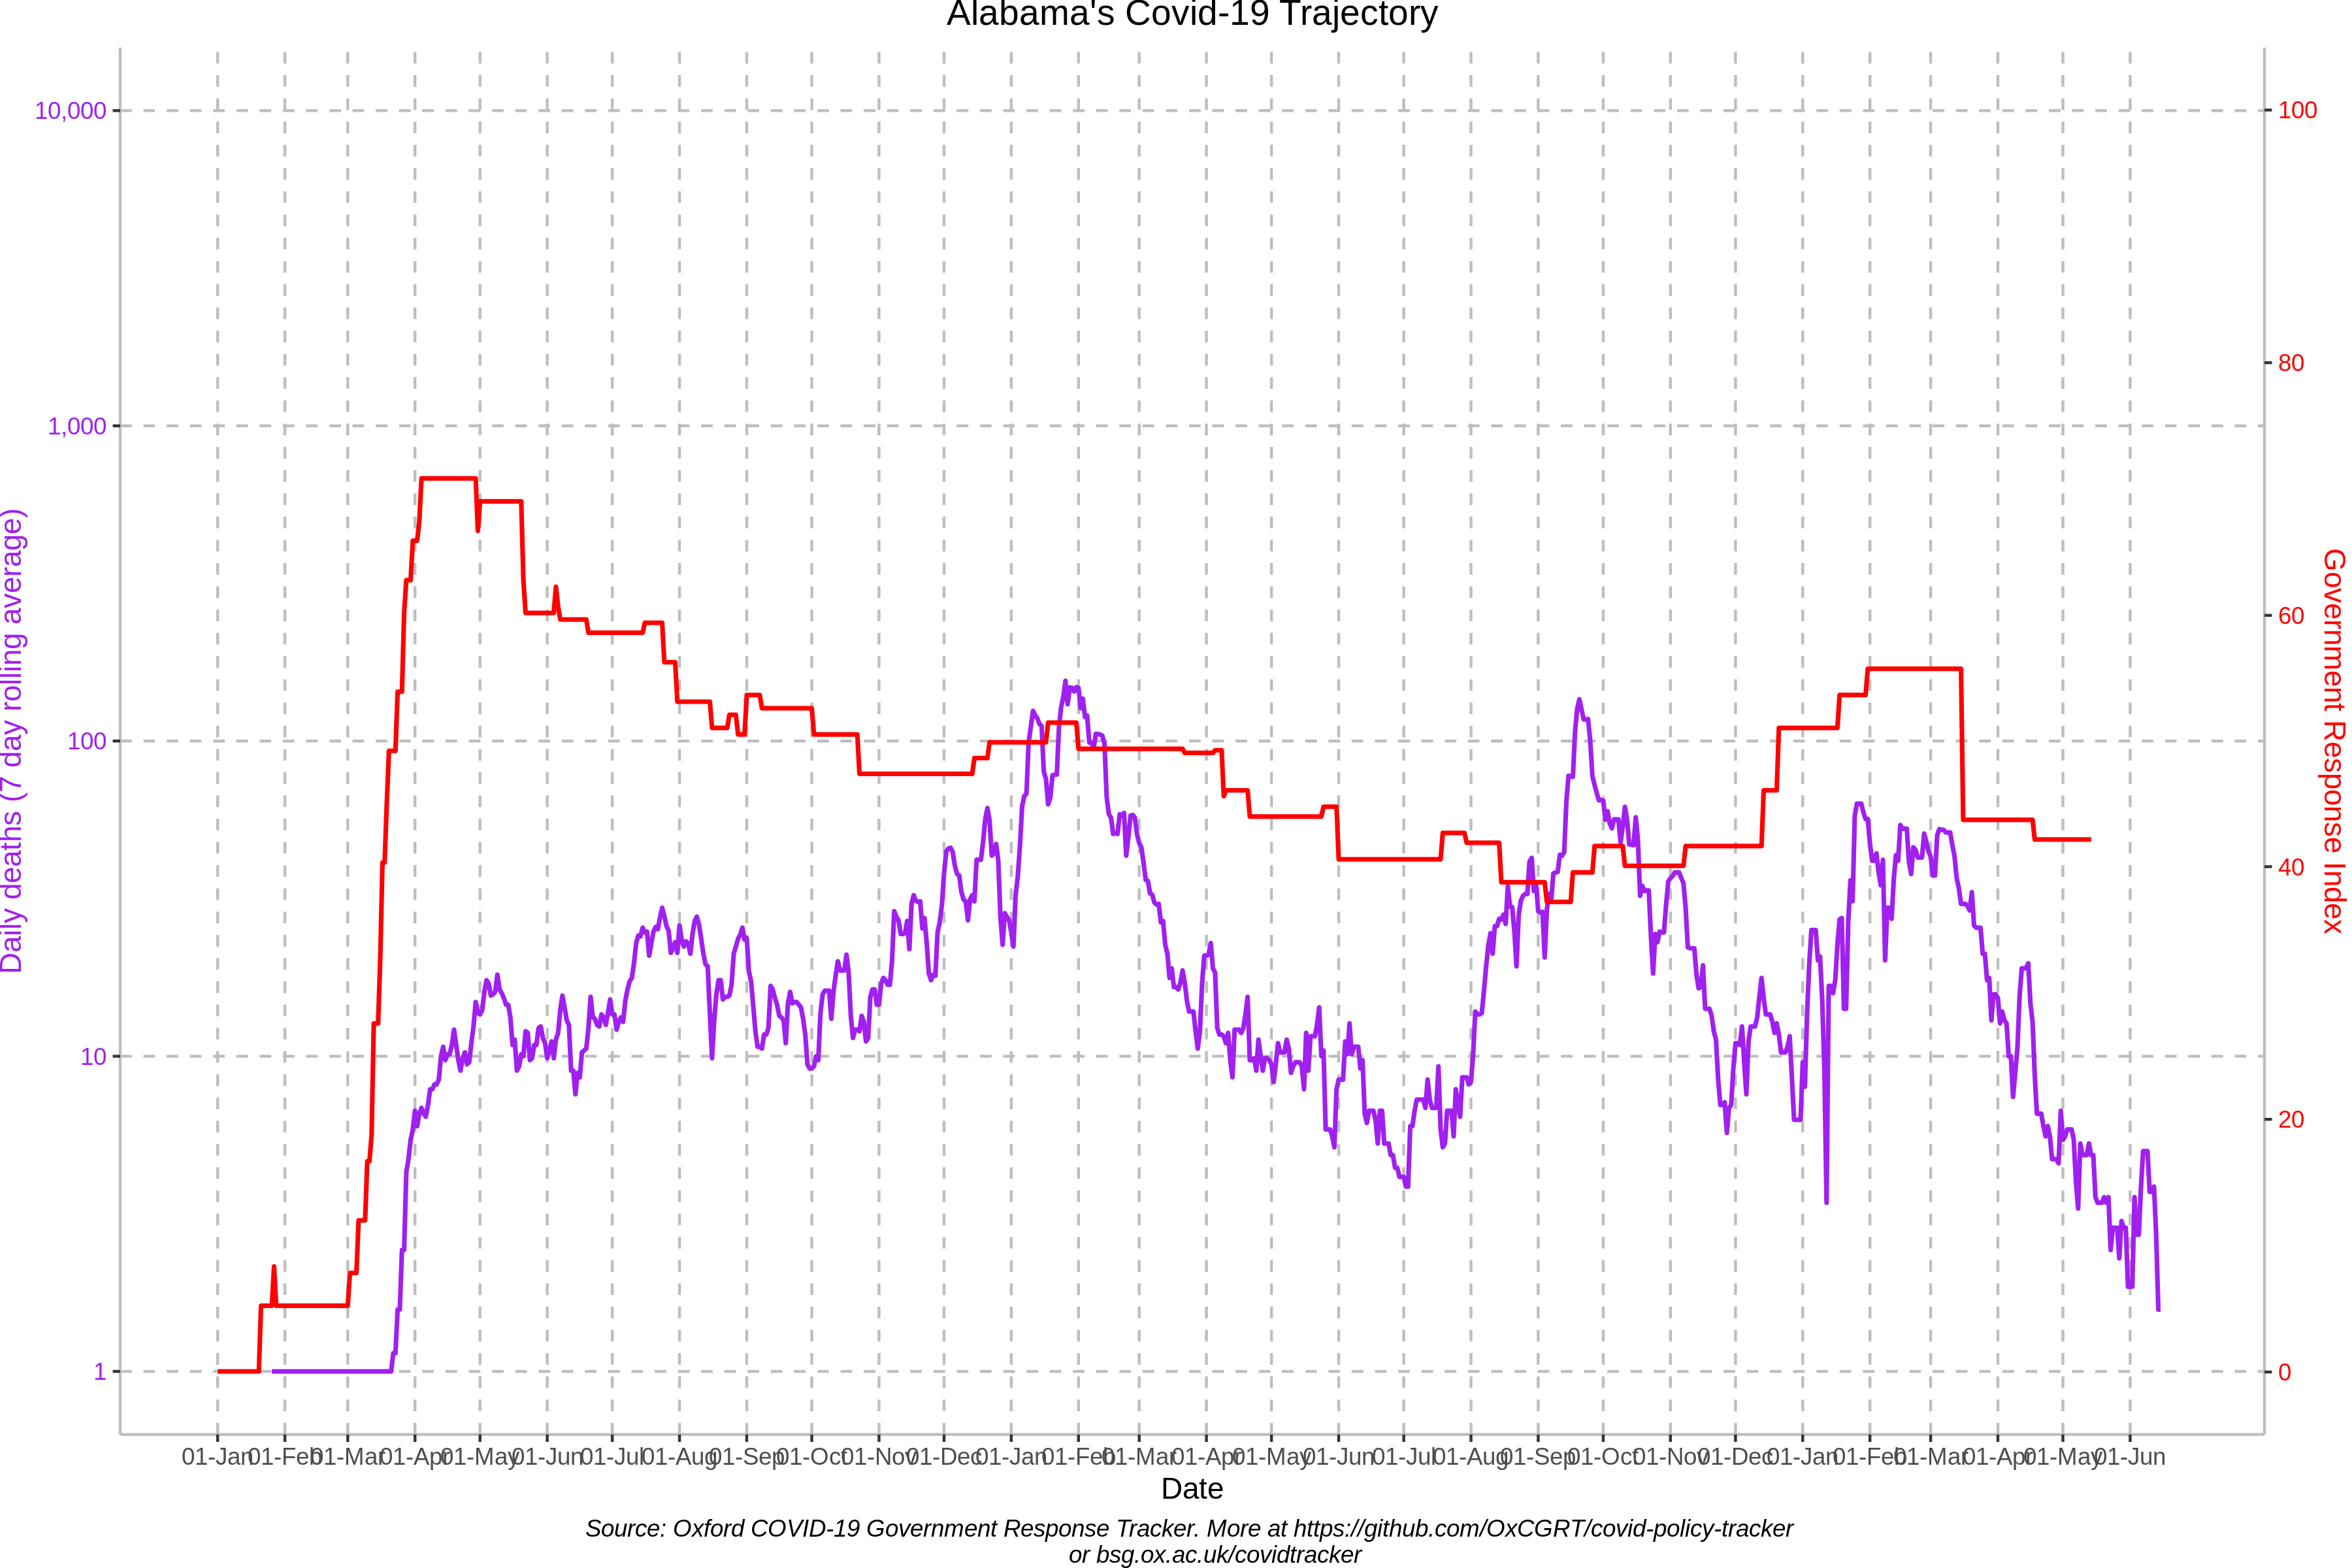 Alabama's Covid-19 Trajectory
10,000
1,000
100
10
1
Daily deaths (7 day rolling average)
100
80
60
40
20
0
Government Response Index
01-Jan 01-Feb 01-Mar 01-Apr 01-May 01-Jun 01-Jul 01-Aug 01-Sep 01-Oct 01-Nov 01-Dec 01-Jan 01-Feb 01-Mar 01-Apr 01-May 01-Jun 01-Jul 01-Aug 01-Sep 01-Oct 01-Nov 01-Dec 01-Jan 01-Feb 01-Mar 01-Apr 01-May 01-Jun
Date
Source: Oxford COVID-19 Government Response Tracker. More at https://github.com/OxCGRT/covid-policy-tracker
or bsg.ox.ac.uk/covidtracker